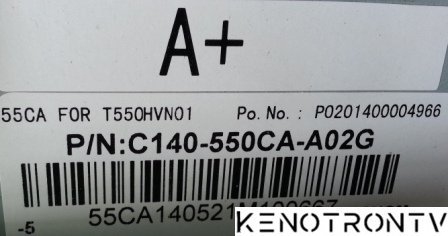 A+
55CA FOR T550HVN01 Po. No. : P0201400004966
P/N:C140-550CA-A02G
-5
KENOTRONTV